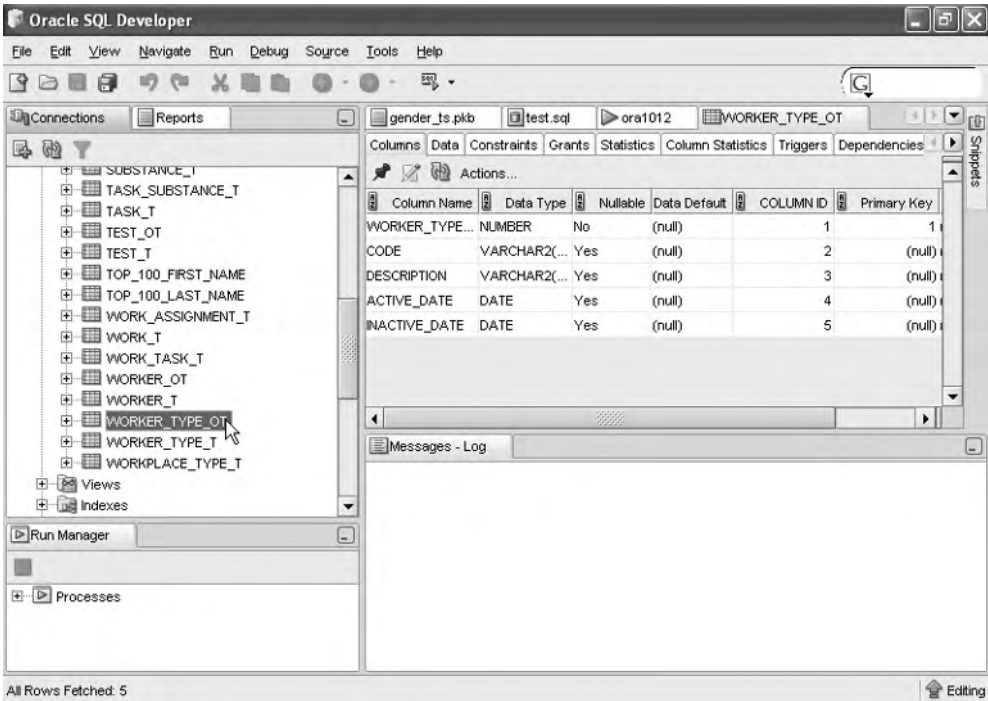 Oracle SQL Developer
File Edit View Navigate Run Debug Source Tools Help
Connections Reports
SUBSTANCE_T
TASK_SUBSTANCE_T
TASK_T
TEST_OT
TEST_T
TOP_100_FIRST_NAME
TOP_100_LAST_NAME
WORK_ASSIGNMENT_T
WORK_T
WORK_TASK_T
WORKER_OT
WORKER_T
WORKER_TYPE_OT
WORKER_TYPE_T
WORKPLACE_TYPE_T
Views
Indexes
Run Manager
Processes
gender_ts.pkb test.sql ora1012 WORKER_TYPE_OT
Columns Data Constraints Grants Statistics Column Statistics Triggers Dependencies
Actions...
Column Name Data Type Nullable Data Default COLUMN ID Primary Key
WORKER_TYPE... NUMBER No (null) 1 1
CODE VARCHAR2(... Yes (null) 2 (null)
DESCRIPTION VARCHAR2(... Yes (null) 3 (null)
ACTIVE_DATE DATE Yes (null) 4 (null)
INACTIVE_DATE DATE Yes (null) 5 (null)
Messages - Log
Snippets
All Rows Fetched: 5
Editing